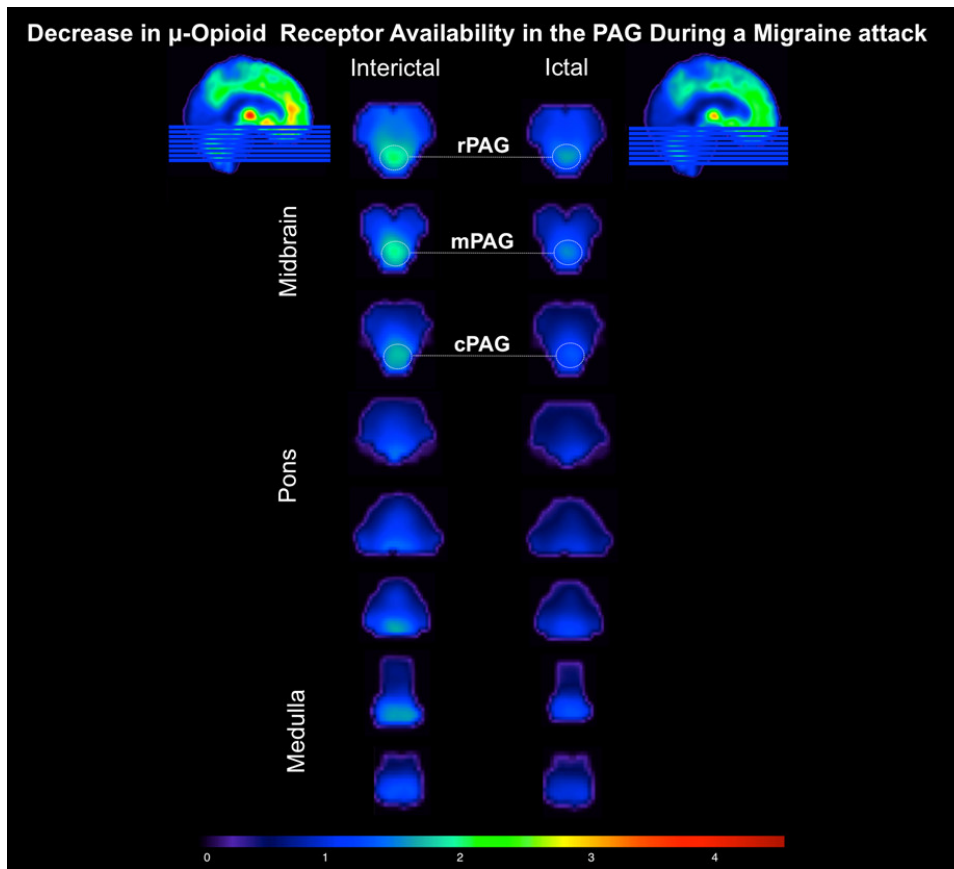 Decrease in µ-Opioid  Receptor Availability in the PAG During a Migraine attack
Interictal
Ictal
rPAG
mPAG
cPAG
Midbrain
Pons
Medulla
0 1 2 3 4